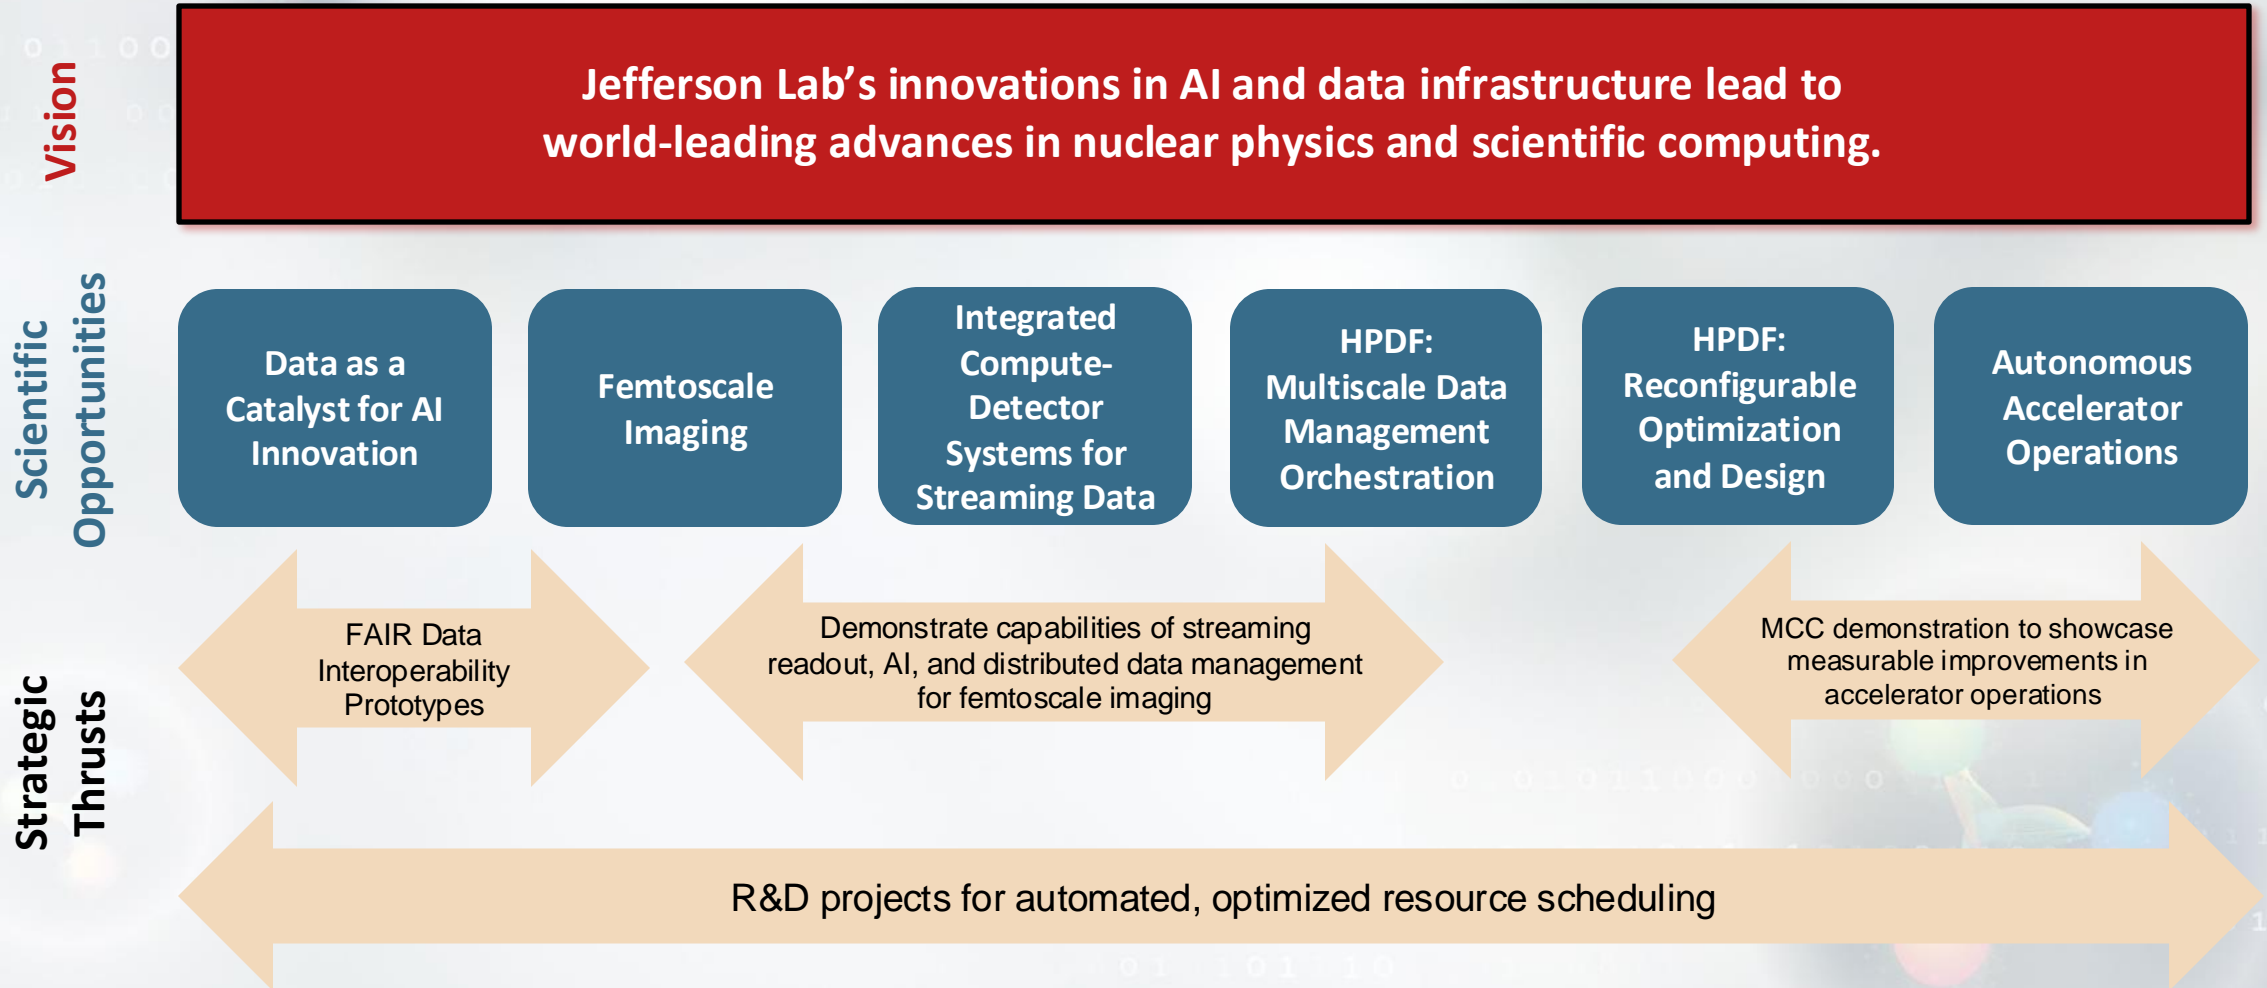 Vision
Jefferson Lab's innovations in AI and data infrastructure lead to
world-leading advances in nuclear physics and scientific computing.
Scientific
Opportunities
Data as a
Catalyst for AI
Innovation
Femtoscale
Imaging
Integrated
Compute-
Detector
Systems for
Streaming Data
HPDF:
Multiscale Data
Management
Orchestration
HPDF:
Reconfigurable
Optimization
and Design
Autonomous
Accelerator
Operations
Strategic
Thrusts
FAIR Data
Interoperability
Prototypes
Demonstrate capabilities of streaming
readout, AI, and distributed data management
for femtoscale imaging
MCC demonstration to showcase
measurable improvements in
accelerator operations
R&D projects for automated, optimized resource scheduling